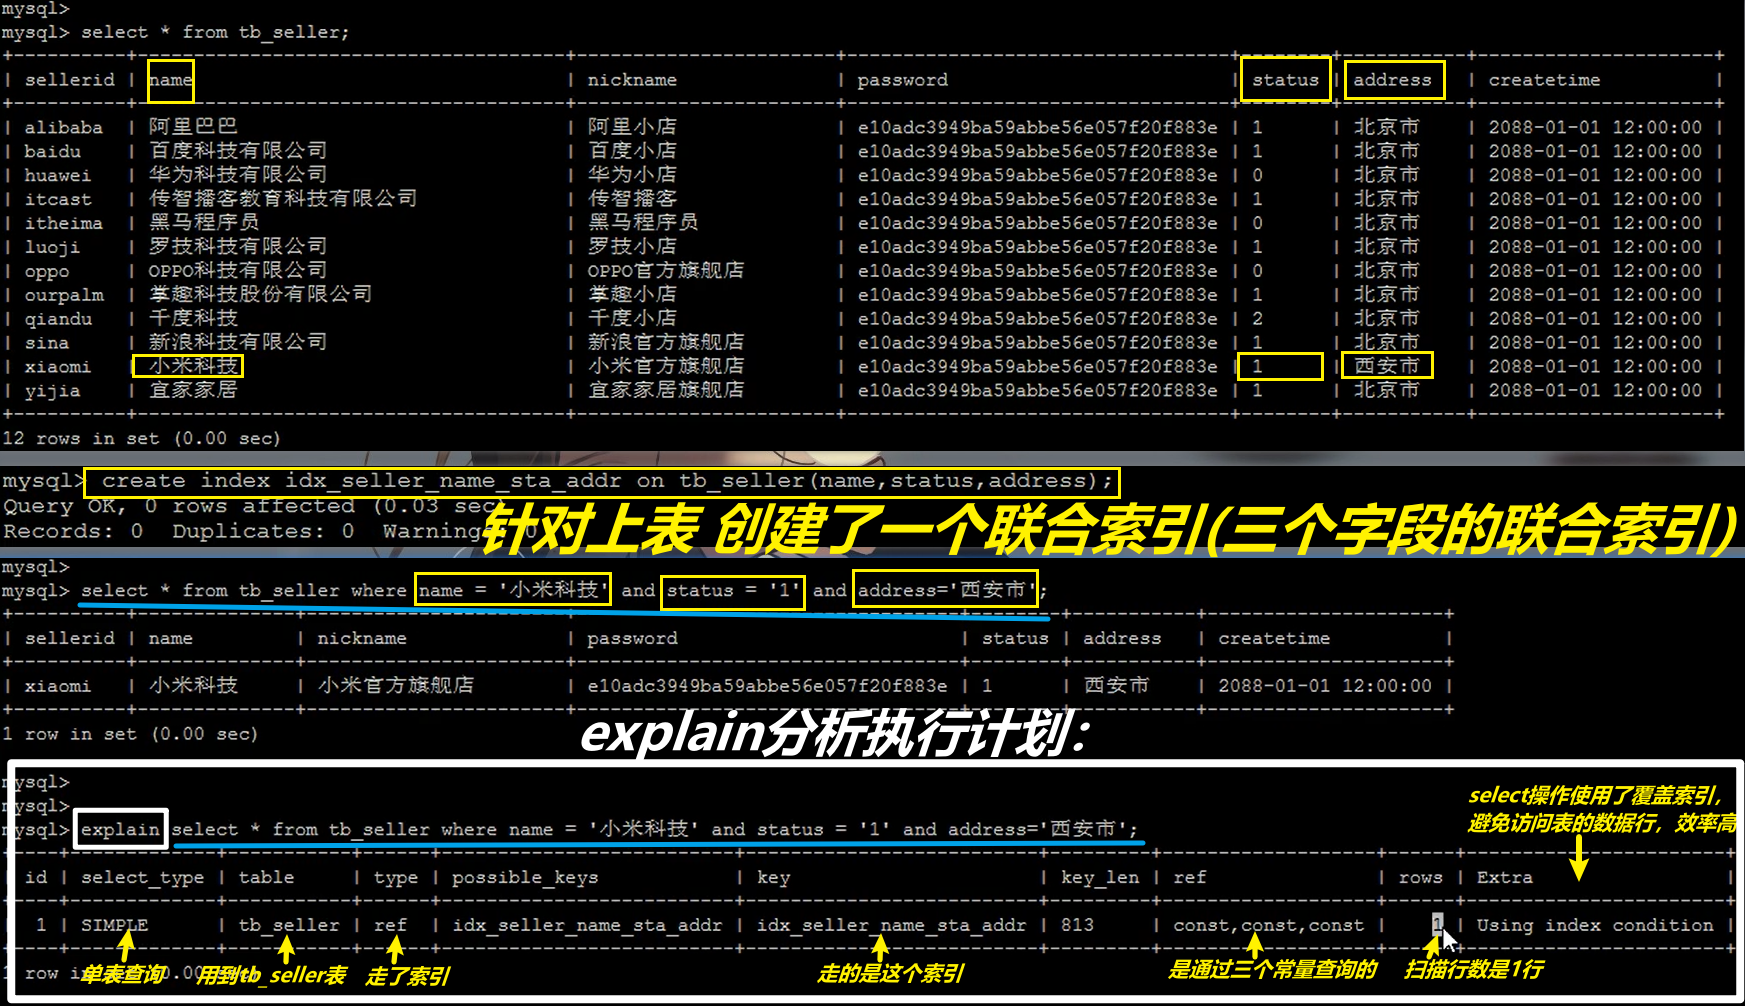 mysql>
mysql> select * from tb_seller;
| sellerid | name | nickname | password | status | address | createtime |
| alibaba | 阿里巴巴 | 阿里小店 | e10adc3949ba59abbe56e057f20f883e | 1 | 北京市 | 2088-01-01 12:00:00 |
| baidu | 百度科技有限公司 | 百度小店 | e10adc3949ba59abbe56e057f20f883e | 1 | 北京市 | 2088-01-01 12:00:00 |
| huawei | 华为科技有限公司 | 华为小店 | e10adc3949ba59abbe56e057f20f883e | 0 | 北京市 | 2088-01-01 12:00:00 |
| itcast | 传智播客教育科技有限公司 | 传智播客 | e10adc3949ba59abbe56e057f20f883e | 1 | 北京市 | 2088-01-01 12:00:00 |
| itheima | 黑马程序员 | 黑马程序员 | e10adc3949ba59abbe56e057f20f883e | 0 | 北京市 | 2088-01-01 12:00:00 |
| luoji | 罗技科技有限公司 | 罗技小店 | e10adc3949ba59abbe56e057f20f883e | 1 | 北京市 | 2088-01-01 12:00:00 |
| oppo | OPPO科技有限公司 | OPPO官方旗舰店 | e10adc3949ba59abbe56e057f20f883e | 0 | 北京市 | 2088-01-01 12:00:00 |
| ourpalm | 掌趣科技股份有限公司 | 掌趣小店 | e10adc3949ba59abbe56e057f20f883e | 1 | 北京市 | 2088-01-01 12:00:00 |
| qiandu | 千度科技 | 千度小店 | e10adc3949ba59abbe56e057f20f883e | 2 | 北京市 | 2088-01-01 12:00:00 |
| sina | 新浪科技有限公司 | 新浪官方旗舰店 | e10adc3949ba59abbe56e057f20f883e | 1 | 北京市 | 2088-01-01 12:00:00 |
| xiaomi | 小米科技 | 小米官方旗舰店 | e10adc3949ba59abbe56e057f20f883e | 1 | 西安市 | 2088-01-01 12:00:00 |
| yijia | 宜家家居 | 宜家家居旗舰店 | e10adc3949ba59abbe56e057f20f883e | 1 | 北京市 | 2088-01-01 12:00:00 |
12 rows in set (0.00 sec)
mysql> create index idx_seller_name_sta_addr on tb_seller(name,status,address);
Query OK, 0 rows affected (0.03 sec)
Records: 0 Duplicates: 0 Warning
针对上表 创建了一个联合索引(三个字段的联合索引)
mysql>
mysql> select * from tb_seller where name = '小米科技' and status = '1' and address='西安市';
| sellerid | name | nickname | password | status | address | createtime |
| xiaomi | 小米科技 | 小米官方旗舰店 | e10adc3949ba59abbe56e057f20f883e | 1 | 西安市 | 2088-01-01 12:00:00 |
1 row in set (0.00 sec)
explain分析执行计划：
mysql>
mysql>
select操作使用了覆盖索引，
避免访问表的数据行，效率高
mysql> explain select * from tb_seller where name = '小米科技' and status = '1' and address='西安市';
| id | select_type | table | type | possible_keys | key | key_len | ref | rows | Extra |
| 1 | SIMPLE | tb_seller | ref | idx_seller_name_sta_addr | idx_seller_name_sta_addr | 813 | const,const,const | 1 | Using index condition |
1 row in
单表查询 用到tb_seller表 走了索引 走的是这个索引 是通过三个常量查询的 扫描行数是1行